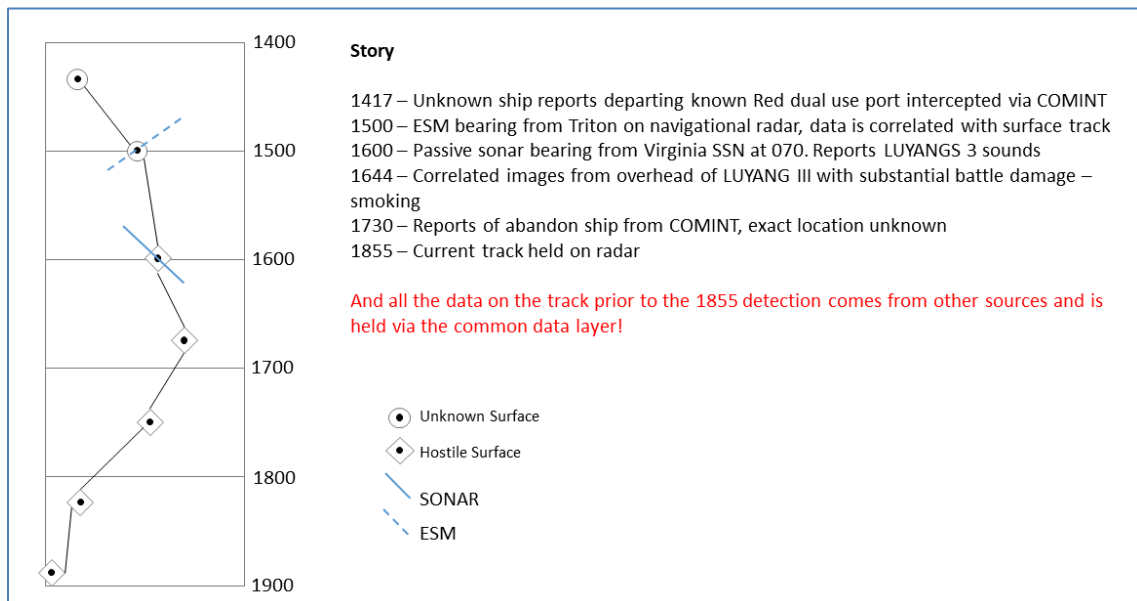 1400
1500
1600
1700
1800
1900
Story
1417 – Unknown ship reports departing known Red dual use port intercepted via COMINT
1500 – ESM bearing from Triton on navigational radar, data is correlated with surface track
1600 – Passive sonar bearing from Virginia SSN at 070. Reports LUYANGS 3 sounds
1644 – Correlated images from overhead of LUYANG III with substantial battle damage –
smoking
1730 – Reports of abandon ship from COMINT, exact location unknown
1855 – Current track held on radar
And all the data on the track prior to the 1855 detection comes from other sources and is
held via the common data layer!
Unknown Surface
Hostile Surface
SONAR
ESM